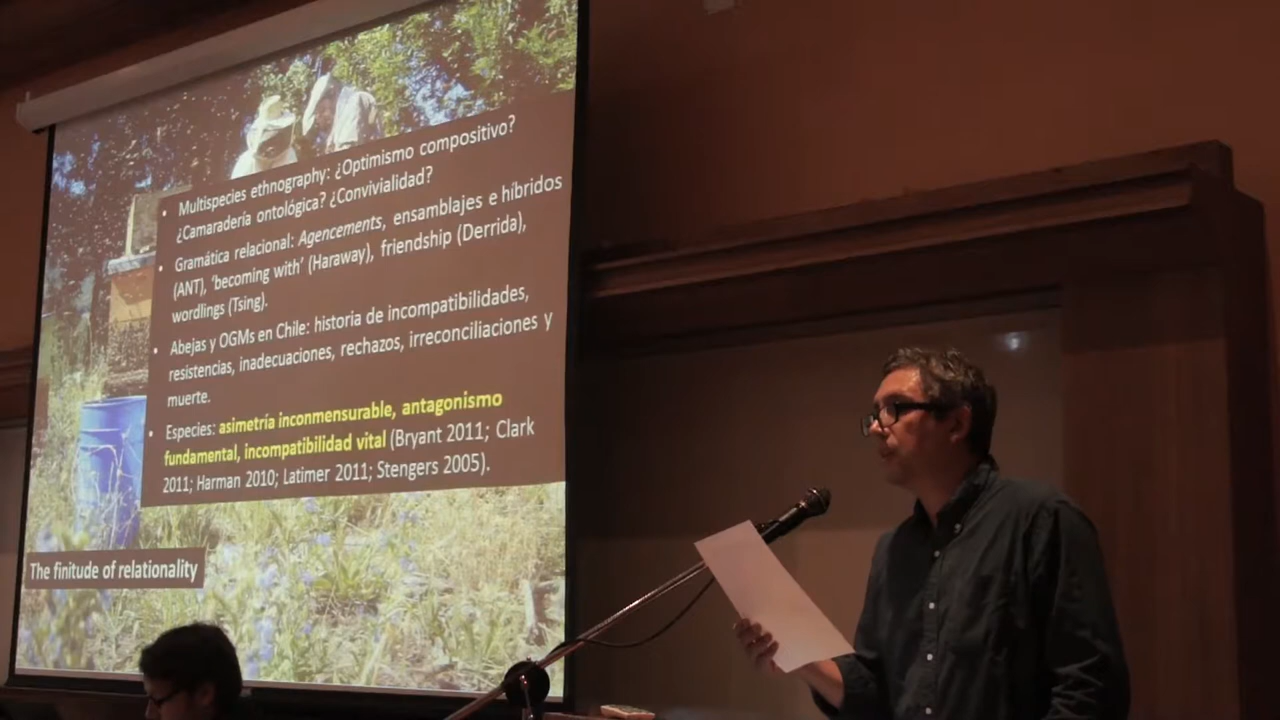 • Multispecies ethnography: ¿Optimismo compositivo?
¿Camaradería ontológica? ¿Convivialidad?
• Gramática relacional: Agencements, ensamblajes e híbridos
(ANT), ‘becoming with’ (Haraway), friendship (Derrida),
wordlings (Tsing).
• Abejas y OGMs en Chile: historia de incompatibilidades,
resistencias, inadecuaciones, rechazos, irreconciliaciones y
muerte.
• Especies: asimetría inconmensurable, antagonismo
fundamental, incompatibilidad vital (Bryant 2011; Clark
2011; Harman 2010; Latimer 2011; Stengers 2005).
The finitude of relationality